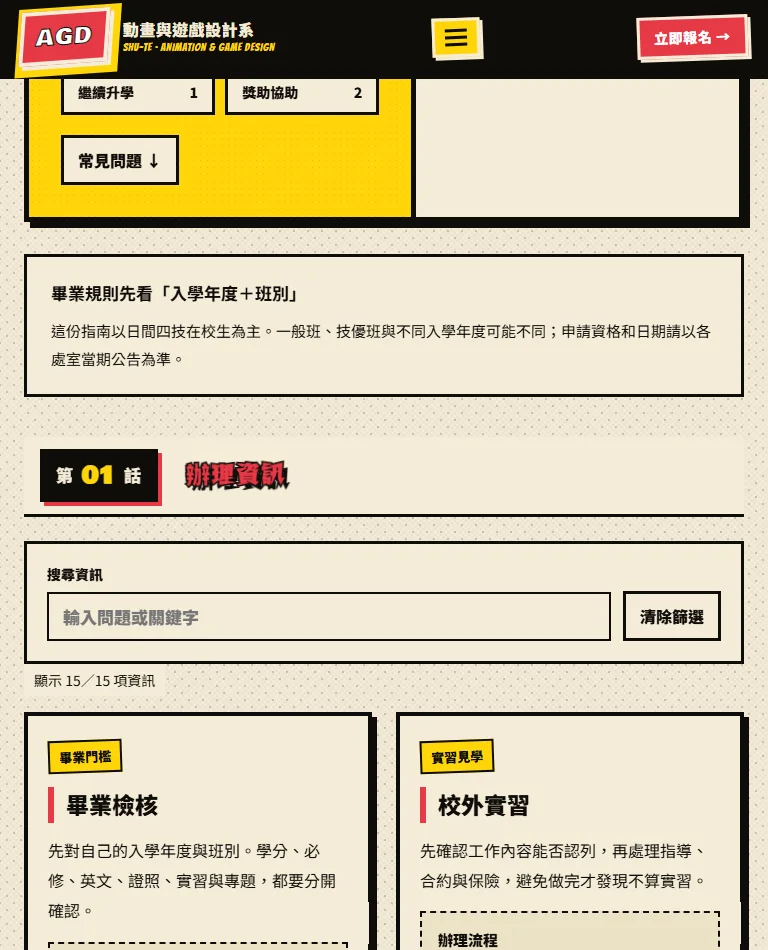 AGD
動畫與遊戲設計系
SHU-TE · ANIMATION & GAME DESIGN
立即報名 →
繼續升學 1
獎助協助 2
常見問題 ↓
畢業規則先看「入學年度＋班別」
這份指南以日間四技在校生為主。一般班、技優班與不同入學年度可能不同；申請資格和日期請以各
處室當期公告為準。
第 01 話
辦理資訊
搜尋資訊
輸入問題或關鍵字
清除篩選
顯示 15／15 項資訊
畢業門檻
畢業檢核
先對自己的入學年度與班別。學分、必
修、英文、證照、實習與專題，都要分開
確認。
實習見學
校外實習
先確認工作內容能否認列，再處理指導、
合約與保險，避免做完才發現不算實習。
辦理流程